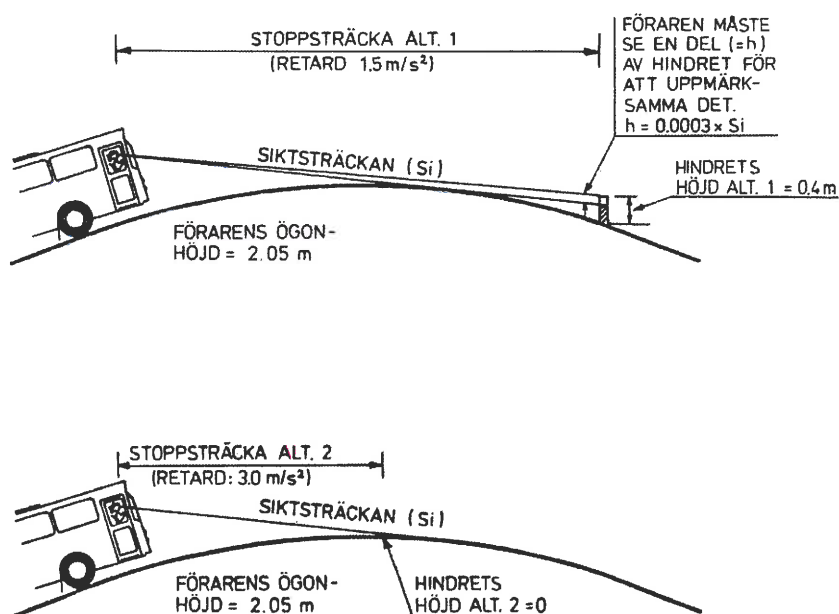 STOPPSTRÄCKA ALT. 1
(RETARD 1.5 m/s²)
FÖRAREN MÅSTE
SE EN DEL (=h)
AV HINDRET FÖR
ATT UPPMÄRK-
SAMMA DET.
h = 0.0003 × Si
SIKTSTRÄCKAN (Si)
HINDRETS
HÖJD ALT. 1 = 0.4 m
FÖRARENS ÖGON-
HÖJD = 2.05 m
STOPPSTRÄCKA ALT. 2
(RETARD: 3.0 m/s²)
SIKTSTRÄCKAN (Si)
FÖRARENS ÖGON-
HÖJD = 2.05 m
HINDRETS
HÖJD ALT. 2 = 0